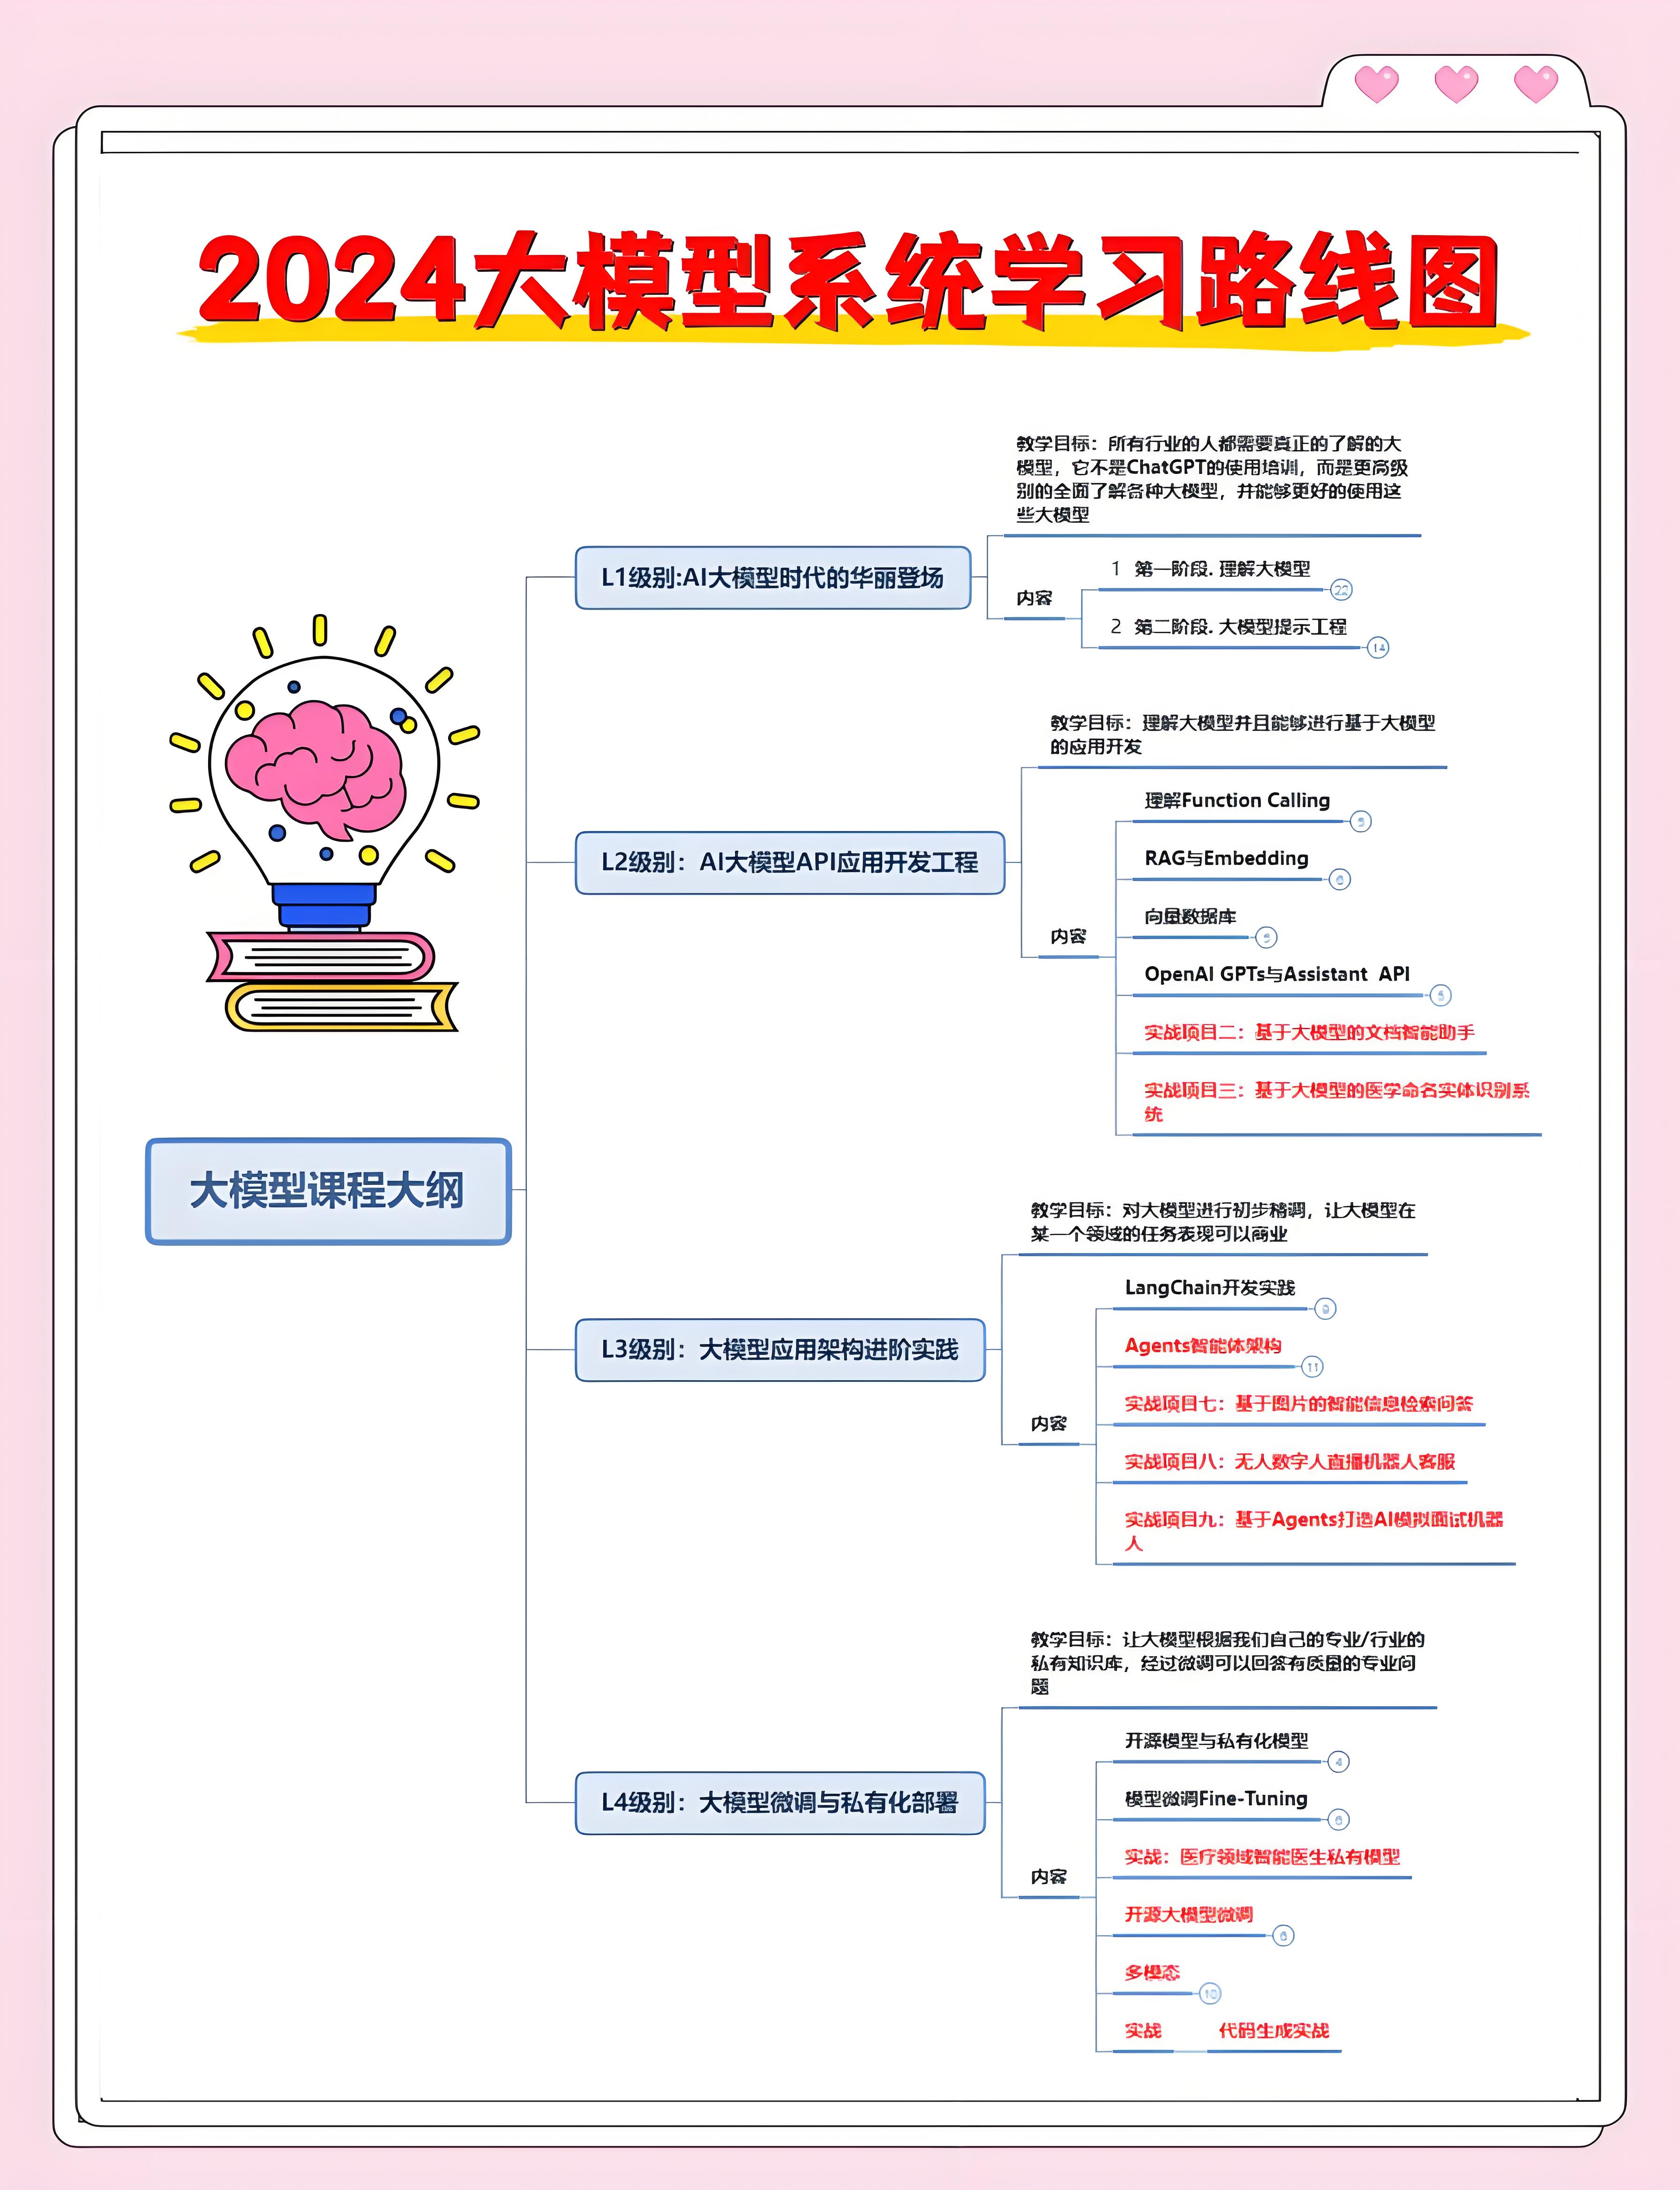 2024大模型系统学习路线图
教学目标：所有行业的人都需要真正的了解的大
模型，它不是ChatGPT的使用培训，而是更高级
别的全面了解各种大模型，并能够更好的使用这
些大模型
L1级别:AI大模型时代的华丽登场
内容
1 第一阶段. 理解大模型
22
2 第二阶段. 大模型提示工程
14
教学目标：理解大模型并且能够进行基于大模型
的应用开发
L2级别：AI大模型API应用开发工程
内容
理解Function Calling
RAG与Embedding
向量数据库
OpenAI GPTs与Assistant API
实战项目二：基于大模型的文档智能助手
实战项目三：基于大模型的医学命名实体识别系
统
大模型课程大纲
教学目标：对大模型进行初步精调，让大模型在
某一个领域的任务表现可以商业
L3级别：大模型应用架构进阶实践
内容
LangChain开发实践
Agents智能体架构
11
实战项目七：基于图片的智能信息检索问答
实战项目八：无人数字人直播机器人客服
实战项目九：基于Agents打造AI模拟面试机器
人
教学目标：让大模型根据我们自己的专业/行业的
私有知识库，经过微调可以回答有质量的专业问
题
L4级别：大模型微调与私有化部署
内容
开源模型与私有化模型
4
模型微调Fine-Tuning
实战：医疗领域智能医生私有模型
开源大模型微调
多模态
10
实战 代码生成实战